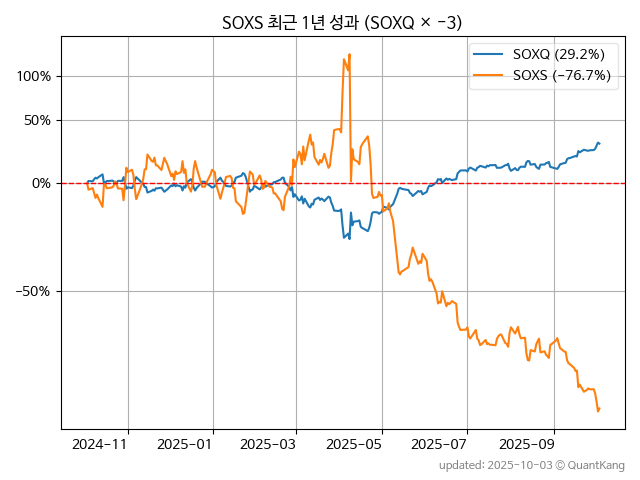 SOXS 최근 1년 성과 (SOXQ × −3)
SOXQ (29.2%)
SOXS (−76.7%)
100%
50%
0%
−50%
2024−11
2025−01
2025−03
2025−05
2025−07
2025−09
updated: 2025-10-03 ⓒ QuantKang